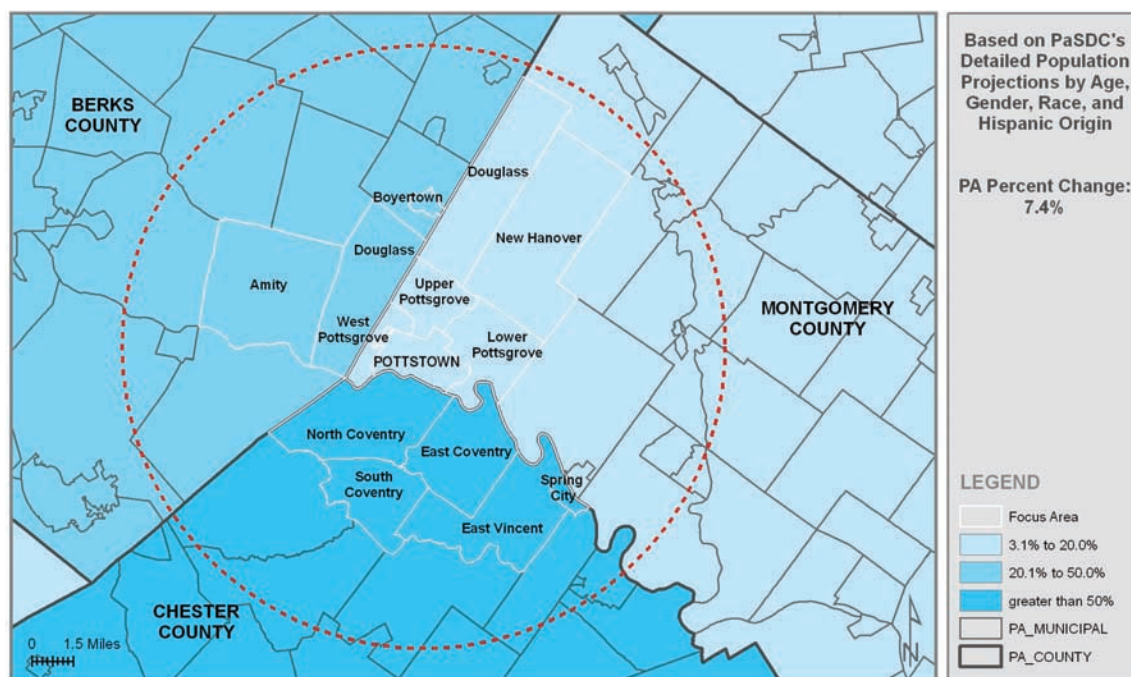 BERKS
COUNTY
Boyertown
Douglass
Douglass
New Hanover
Amity
Upper
Pottsgrove
West
Pottsgrove
Lower
Pottsgrove
POTTSTOWN
MONTGOMERY
COUNTY
North Coventry
East Coventry
South
Coventry
Spring
City
East Vincent
CHESTER
COUNTY
0 1.5 Miles
N
Based on PaSDC's
Detailed Population
Projections by Age,
Gender, Race, and
Hispanic Origin
PA Percent Change:
7.4%
LEGEND
Focus Area
3.1% to 20.0%
20.1% to 50.0%
greater than 50%
PA_MUNICIPAL
PA_COUNTY